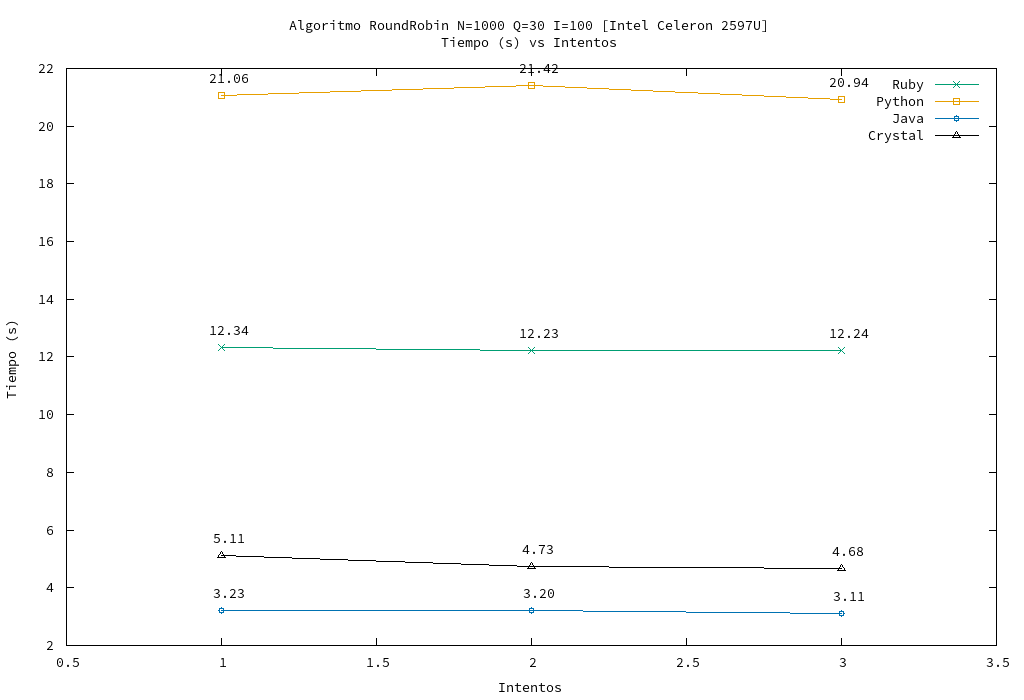 Algoritmo RoundRobin N=1000 Q=30 I=100 [Intel Celeron 2597U]
Tiempo (s) vs Intentos
22
21.06
21.42
20.94
Ruby
Python
Java
Crystal
20
18
16
14
12.34
12.23
12.24
12
Tiempo (s)
10
8
6
5.11
4.73
4.68
4
3.23
3.20
3.11
2
0.5 1 1.5 2 2.5 3 3.5
Intentos